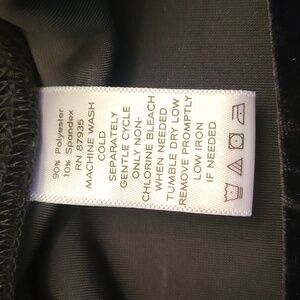 90% Polyester
10% Spandex
RN 87935
MACHINE WASH
COLD
SEPARATELY
GENTLE CYCLE
ONLY NON-
CHLORINE BLEACH
WHEN NEEDED
TUMBLE DRY LOW
REMOVE PROMPTLY
LOW IRON
IF NEEDED